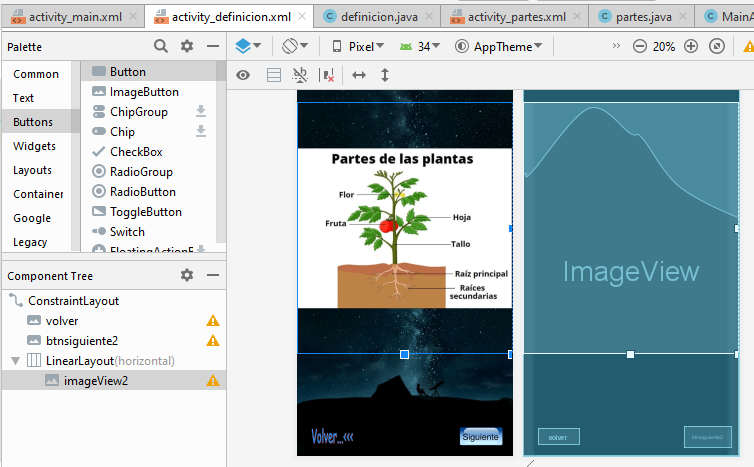 activity_main.xml
activity_definicion.xml
definicion.java
activity_partes.xml
partes.java
MainA
Palette
Pixel
34
AppTheme
20%
Common
Text
Buttons
Widgets
Layouts
Container
Google
Legacy
Button
ImageButton
ChipGroup
Chip
CheckBox
RadioGroup
RadioButton
ToggleButton
Switch
FloatingActionB
Component Tree
ConstraintLayout
volver
btnsiguiente2
LinearLayout(horizontal)
imageView2
Partes de las plantas
Flor
Fruta
Hoja
Tallo
Raíz principal
Raíces
secundarias
Volver...<<<
Siguiente
ImageView
volver
btnsiguiente2